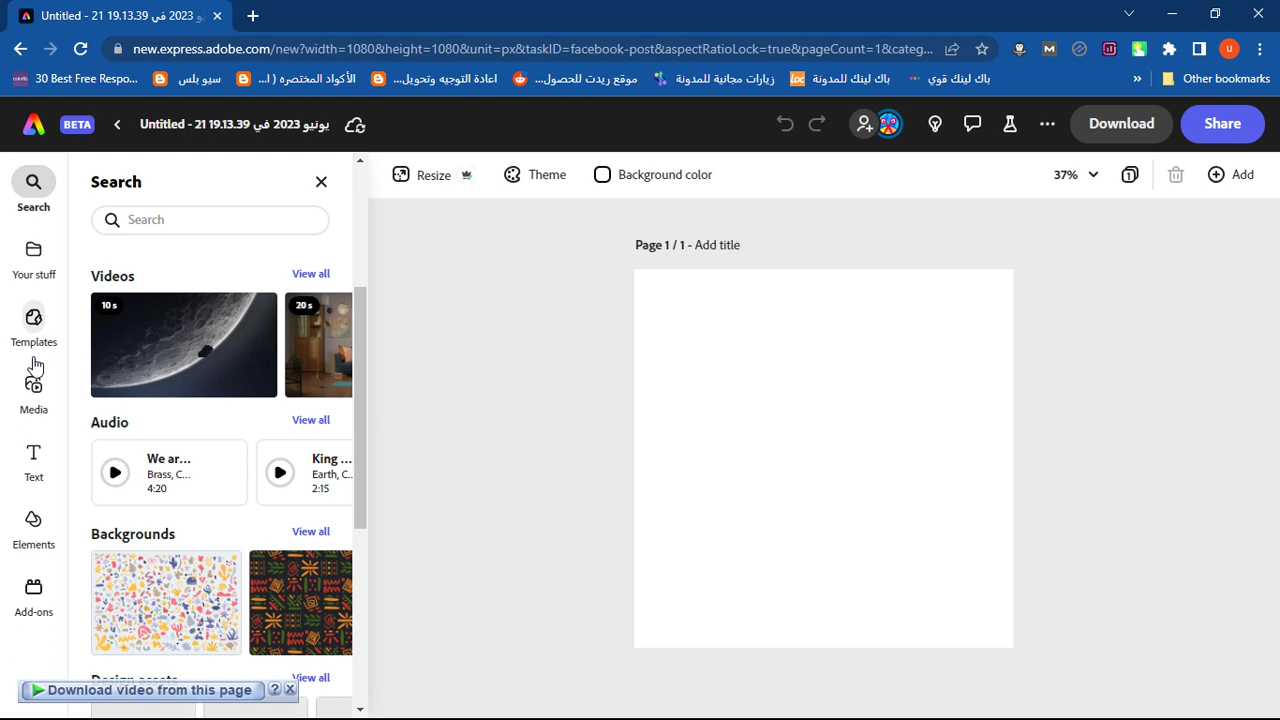 Untitled - 21 19.13.39 في 2023
new.express.adobe.com/new?width=1080&height=1080&unit=px&taskID=facebook-post&aspectRatioLock=true&pageCount=1&categ...
30 Best Free Respo...
سيو بلس
الأكواد المختصره ( ا...
اعادة التوجيه وتحويل...
موقع ريدت للحصول...
زيارات مجانية للمدونة
باك لينك للمدونة
باك لينك قوي
»
Other bookmarks
BETA
Untitled - 21 19.13.39 يونيو 2023 في
Download
Share
Search
Resize
Theme
Background color
37%
1
Add
Search
Search
Your stuff
Templates
Media
Text
Elements
Add-ons
Videos
View all
10 s
20 s
Audio
View all
We ar...
Brass, C...
4:20
King ...
Earth, C...
2:15
Backgrounds
View all
Design assets
View all
Page 1 / 1 - Add title
Download video from this page
?